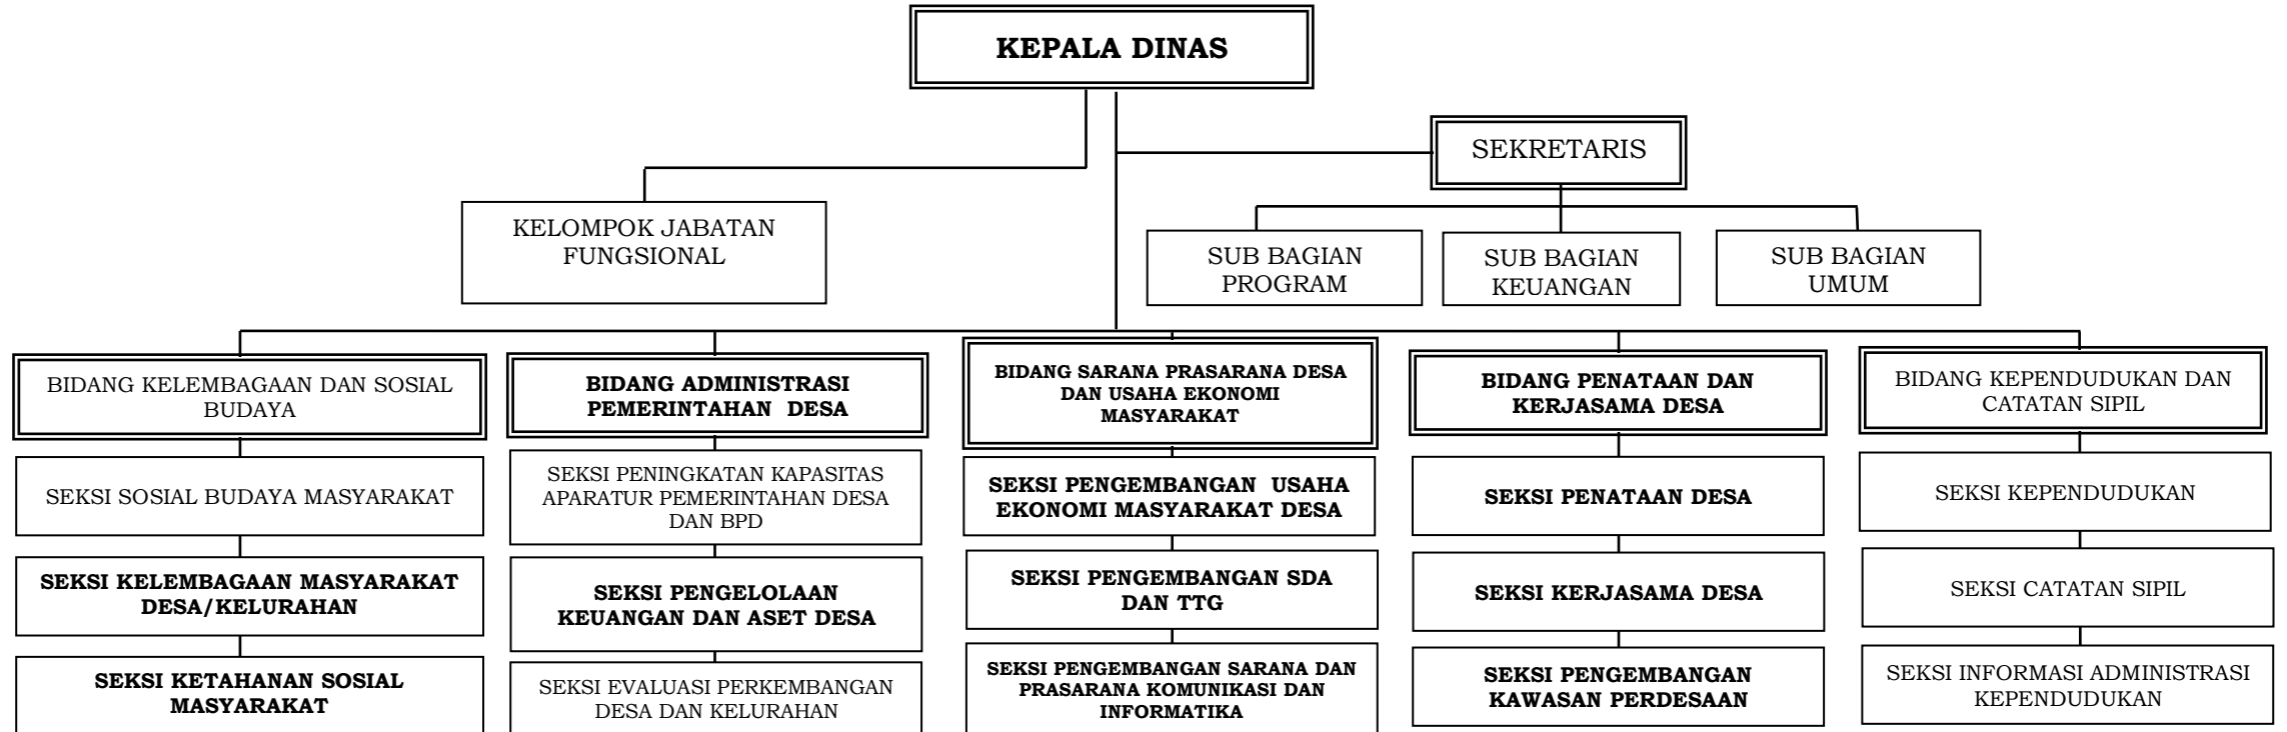 KEPALA DINAS
SEKRETARIS
KELOMPOK JABATAN
FUNGSIONAL
SUB BAGIAN
PROGRAM
SUB BAGIAN
KEUANGAN
SUB BAGIAN
UMUM
BIDANG KELEMBAGAAN DAN SOSIAL
BUDAYA
SEKSI SOSIAL BUDAYA MASYARAKAT
SEKSI KELEMBAGAAN MASYARAKAT
DESA/KELURAHAN
SEKSI KETAHANAN SOSIAL
MASYARAKAT
BIDANG ADMINISTRASI
PEMERINTAHAN DESA
SEKSI PENINGKATAN KAPASITAS
APARATUR PEMERINTAHAN DESA
DAN BPD
SEKSI PENGELOLAAN
KEUANGAN DAN ASET DESA
SEKSI EVALUASI PERKEMBANGAN
DESA DAN KELURAHAN
BIDANG SARANA PRASARANA DESA
DAN USAHA EKONOMI
MASYARAKAT
SEKSI PENGEMBANGAN USAHA
EKONOMI MASYARAKAT DESA
SEKSI PENGEMBANGAN SDA
DAN TTG
SEKSI PENGEMBANGAN SARANA DAN
PRASARANA KOMUNIKASI DAN
INFORMATIKA
BIDANG PENATAAN DAN
KERJASAMA DESA
SEKSI PENATAAN DESA
SEKSI KERJASAMA DESA
SEKSI PENGEMBANGAN
KAWASAN PERDESAAN
BIDANG KEPENDUDUKAN DAN
CATATAN SIPIL
SEKSI KEPENDUDUKAN
SEKSI CATATAN SIPIL
SEKSI INFORMASI ADMINISTRASI
KEPENDUDUKAN